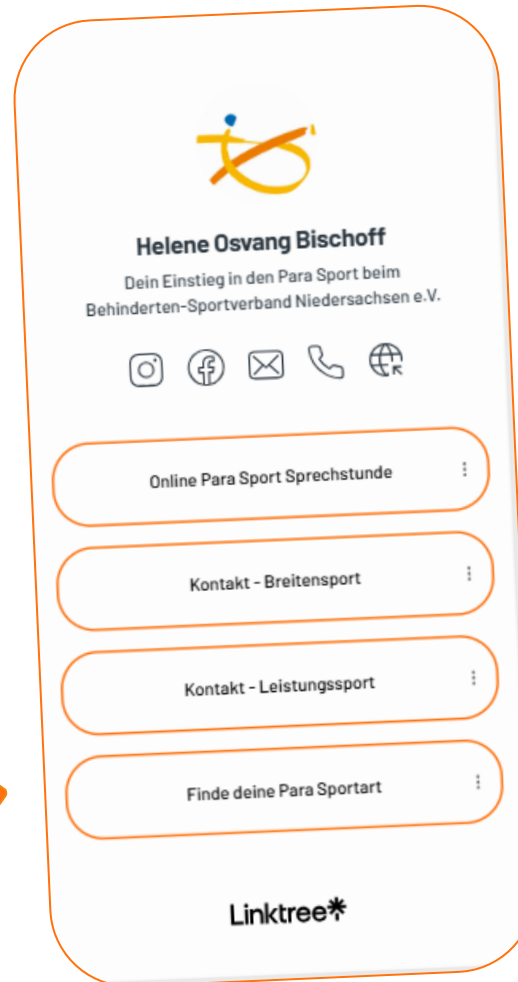 Helene Osvang Bischoff
Dein Einstieg in den Para Sport beim
Behinderten-Sportverband Niedersachsen e.V.
Online Para Sport Sprechstunde
Kontakt - Breitensport
Kontakt - Leistungssport
Finde deine Para Sportart
Linktree*